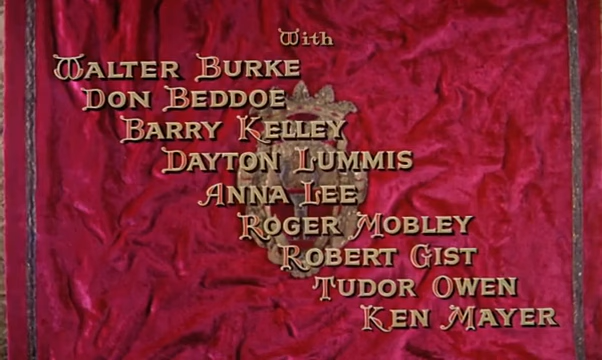 With
Walter Burke
Don Beddoe
Barry Kelley
Dayton Lummis
Anna Lee
Roger Mobley
Robert Gist
Tudor Owen
Ken Mayer